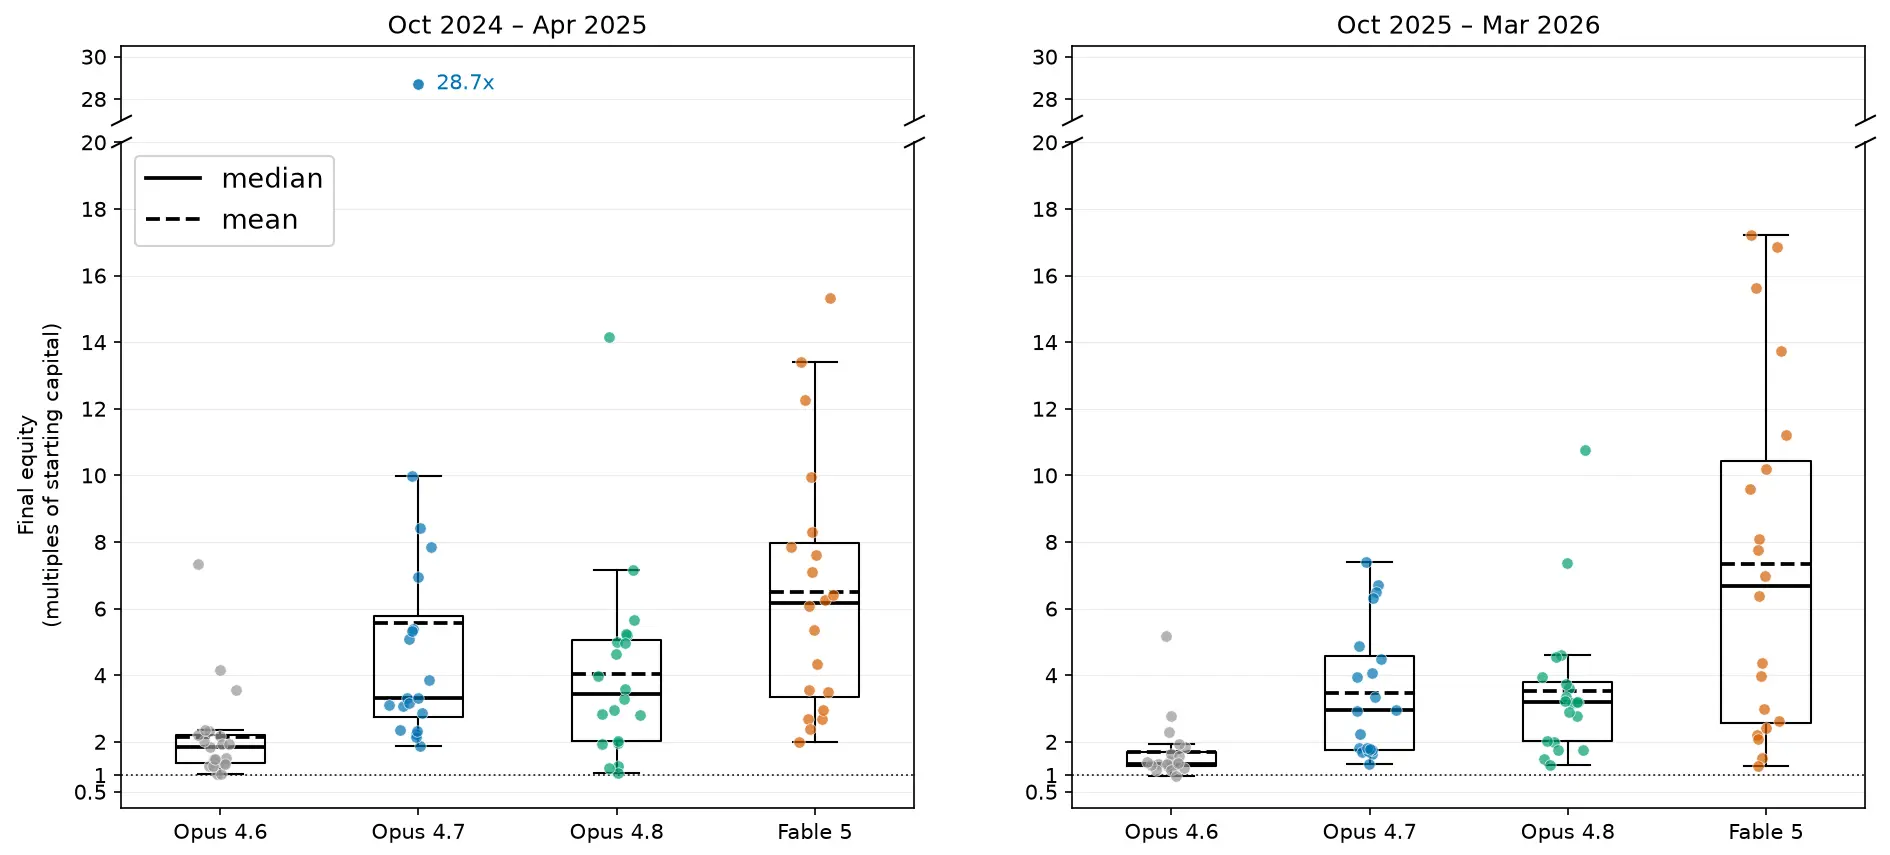 Oct 2024 – Apr 2025
30
28
28.7x
20
18
16
14
12
10
8
6
4
2
1
0.5
median
mean
Final equity
(multiples of starting capital)
Opus 4.6
Opus 4.7
Opus 4.8
Fable 5
Oct 2025 – Mar 2026
30
28
20
18
16
14
12
10
8
6
4
2
1
0.5
Opus 4.6
Opus 4.7
Opus 4.8
Fable 5